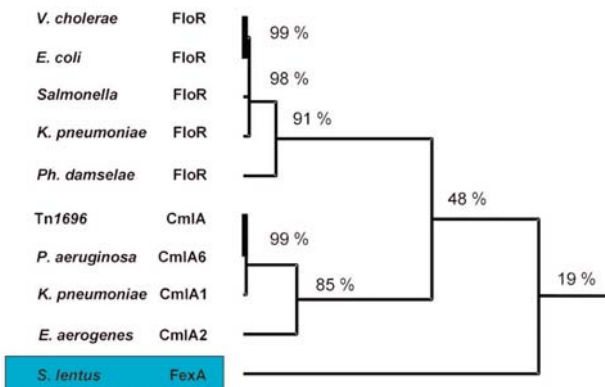 V. cholerae FloR
99 %
E. coli FloR
98 %
Salmonella FloR
91 %
K. pneumoniae FloR
Ph. damselae FloR
48 %
Tn1696 CmlA
99 %
P. aeruginosa CmlA6
19 %
85 %
K. pneumoniae CmlA1
E. aerogenes CmlA2
S. lentus FexA